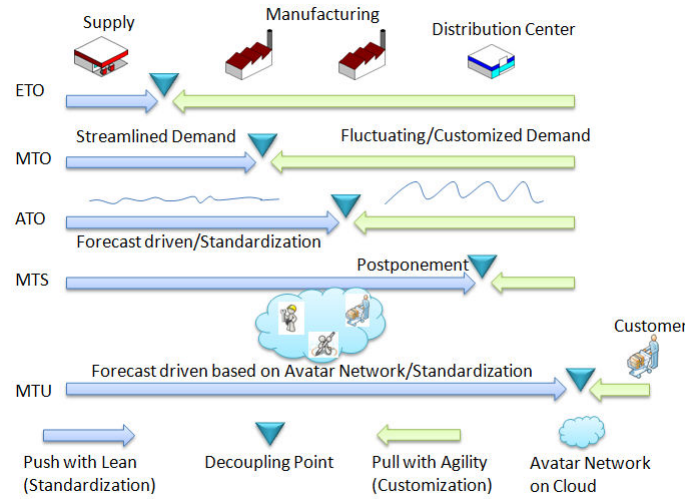 Supply
Manufacturing
Distribution Center
ETO
Streamlined Demand
Fluctuating/Customized Demand
MTO
ATO
Forecast driven/Standardization
Postponement
MTS
Customer
Forecast driven based on Avatar Network/Standardization
MTU
Push with Lean
(Standardization)
Decoupling Point
Pull with Agility
(Customization)
Avatar Network
on Cloud